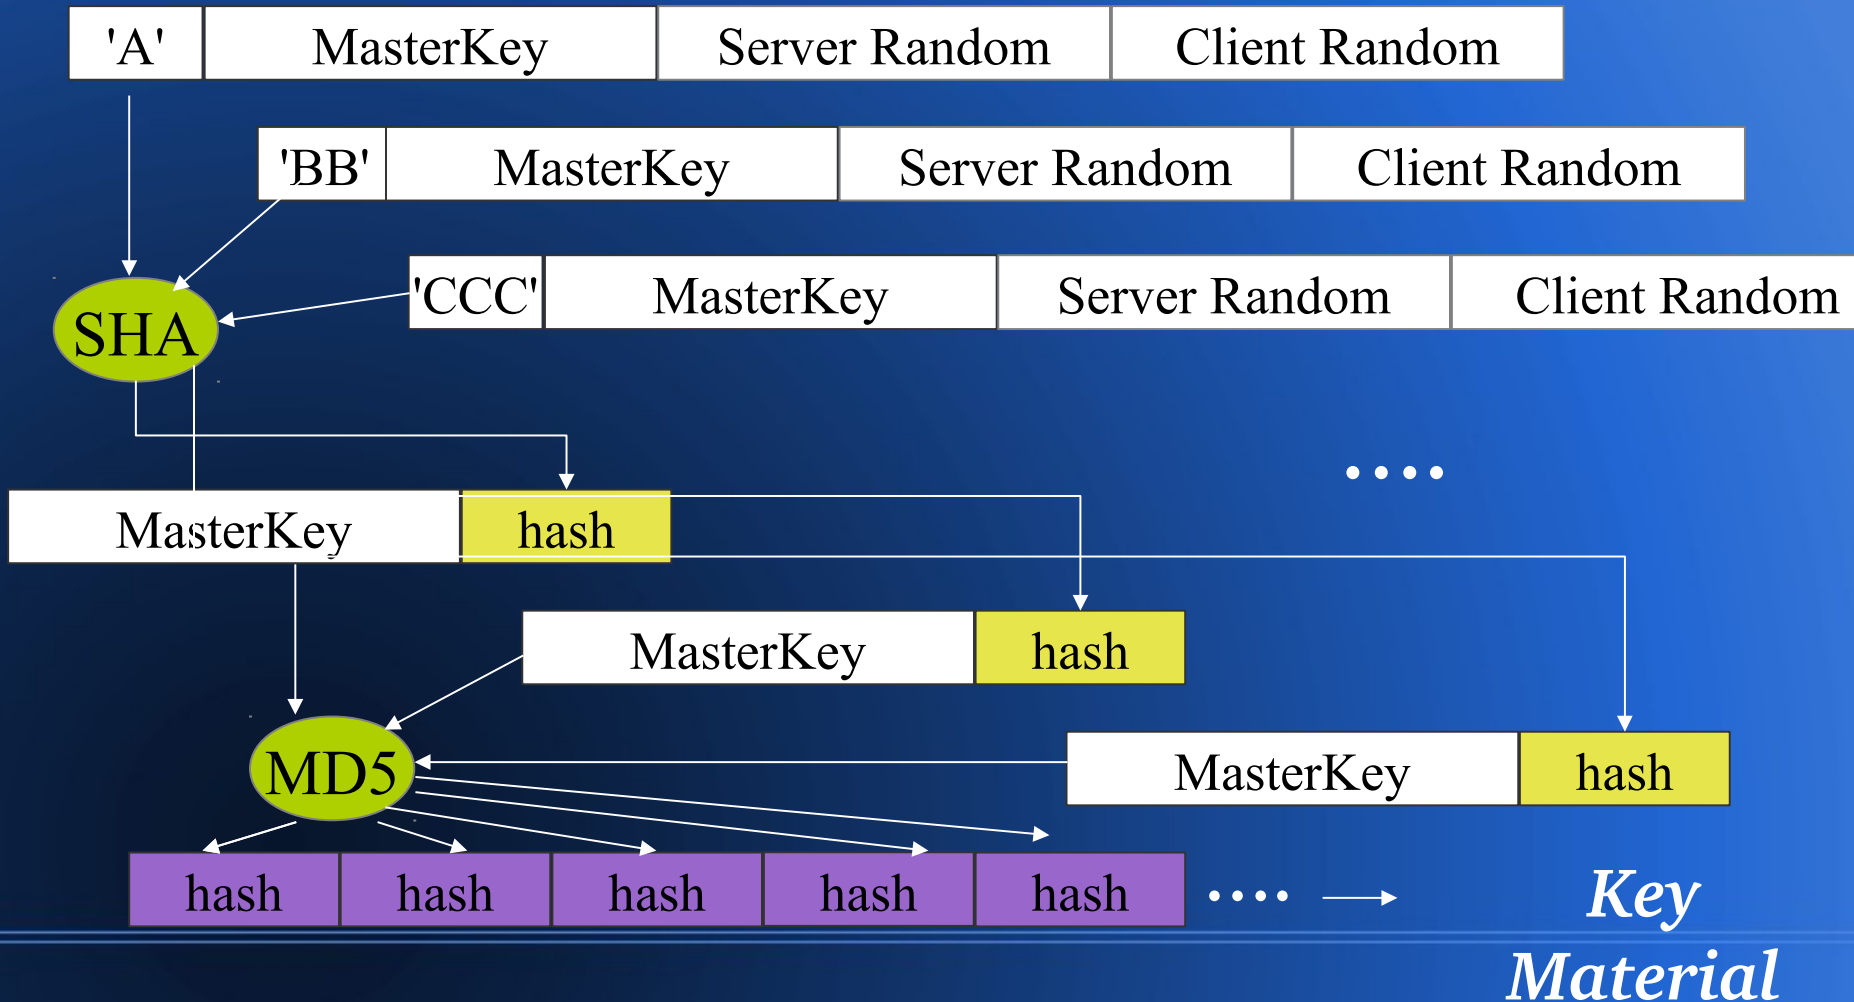 'A' MasterKey Server Random Client Random
'BB' MasterKey Server Random Client Random
'CCC' MasterKey Server Random Client Random
SHA
....
MasterKey hash
MasterKey hash
MD5
MasterKey hash
hash hash hash hash hash ....
Key
Material